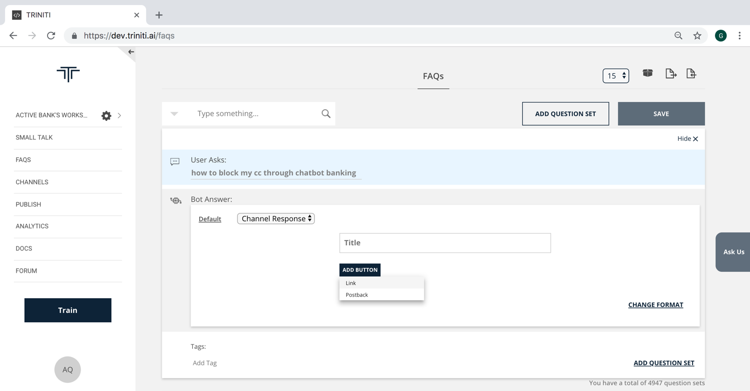 TRINITI
https://dev.triniti.ai/faqs
G
FAQs
15
ACTIVE BANK'S WORKS...
SMALL TALK
FAQS
CHANNELS
PUBLISH
ANALYTICS
DOCS
FORUM
Train
AQ
Type something...
ADD QUESTION SET
SAVE
Hide
User Asks:
how to block my cc through chatbot banking
Bot Answer:
Default
Channel Response
Title
ADD BUTTON
Link
Postback
CHANGE FORMAT
Ask Us
Tags:
Add Tag
ADD QUESTION SET
You have a total of 4947 question sets